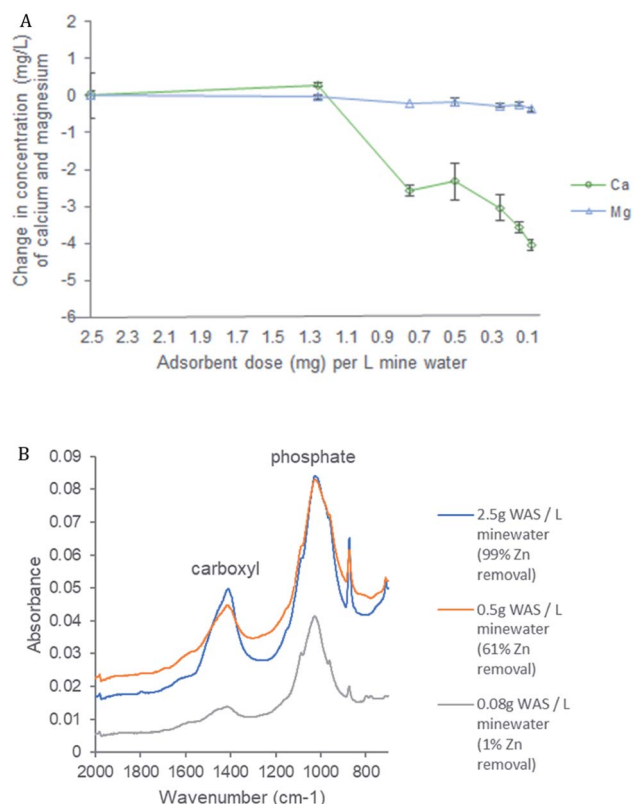 A
Change in concentration (mg/L)
of calcium and magnesium
2
1
0
-1
-2
-3
-4
-5
-6
2.5 2.3 2.1 1.9 1.7 1.5 1.3 1.1 0.9 0.7 0.5 0.3 0.1
Adsorbent dose (mg) per L mine water
Ca
Mg
B
Absorbance
0.09
0.08
0.07
0.06
0.05
0.04
0.03
0.02
0.01
0
phosphate
carboxyl
2000 1800 1600 1400 1200 1000 800
Wavenumber (cm-1)
2.5g WAS / L
minewater
(99% Zn
removal)
0.5g WAS / L
minewater
(61% Zn
removal)
0.08g WAS / L
minewater
(1% Zn
removal)